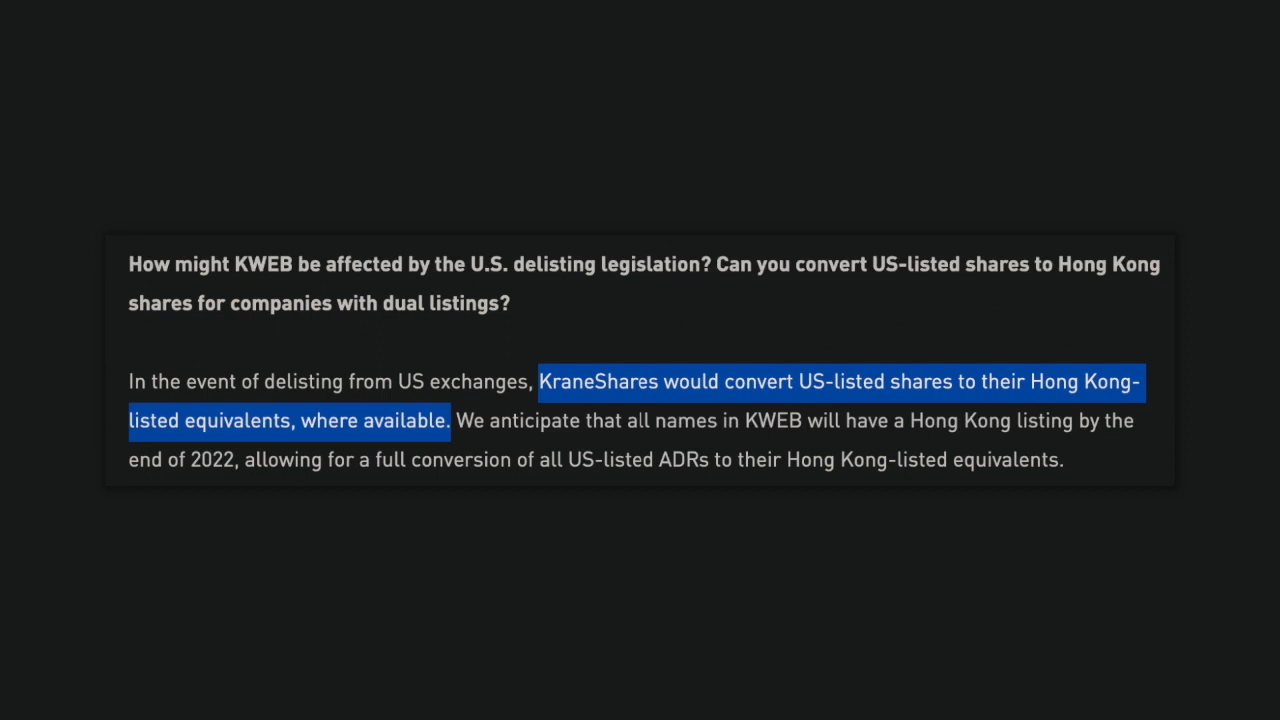 How might KWEB be affected by the U.S. delisting legislation? Can you convert US-listed shares to Hong Kong
shares for companies with dual listings?
In the event of delisting from US exchanges, KraneShares would convert US-listed shares to their Hong Kong-
listed equivalents, where available. We anticipate that all names in KWEB will have a Hong Kong listing by the
end of 2022, allowing for a full conversion of all US-listed ADRs to their Hong Kong-listed equivalents.